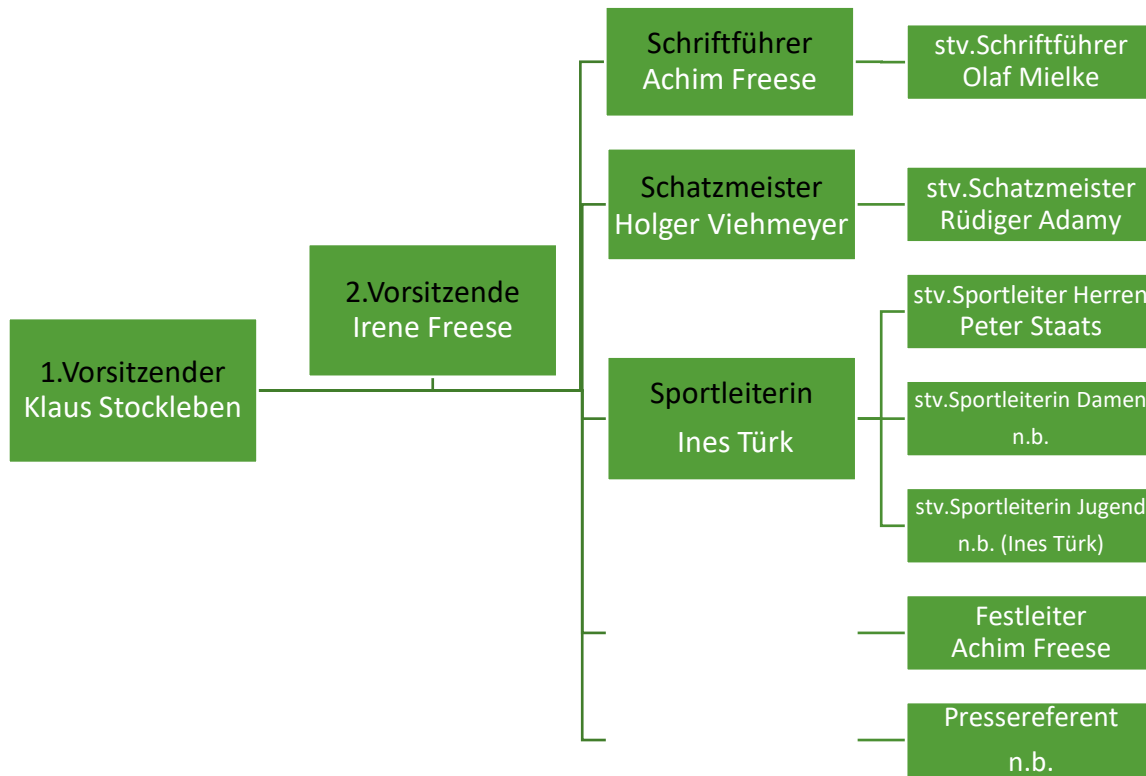 Schriftführer
Achim Freese
stv.Schriftführer
Olaf Mielke
Schatzmeister
Holger Viehmeyer
stv.Schatzmeister
Rüdiger Adamy
2.Vorsitzende
Irene Freese
1.Vorsitzender
Klaus Stockleben
Sportleiterin
Ines Türk
stv.Sportleiter Herren
Peter Staats
stv.Sportleiterin Damen
n.b.
stv.Sportleiterin Jugend
n.b. (Ines Türk)
Festleiter
Achim Freese
Pressereferent
n.b.